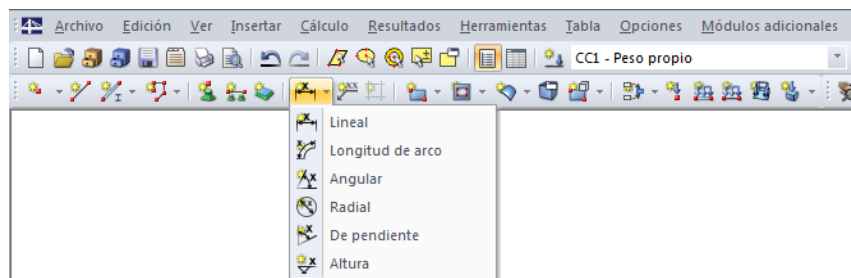 Archivo Edición Ver Insertar Cálculo Resultados Herramientas Tabla Opciones Módulos adicionales
CC1 - Peso propio
Lineal
Longitud de arco
Angular
Radial
De pendiente
Altura